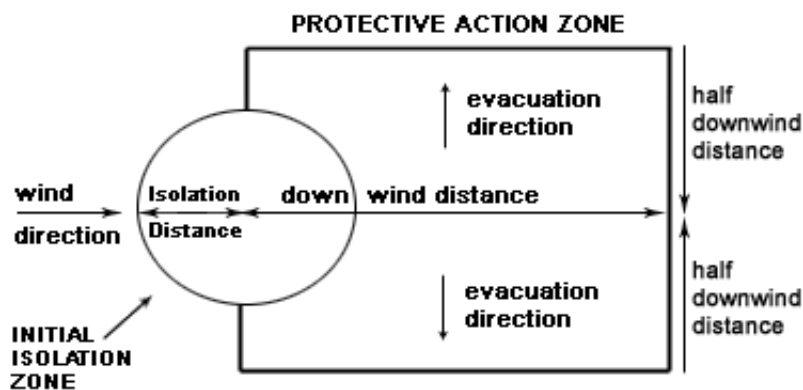 PROTECTIVE ACTION ZONE
evacuation
direction
half
downwind
distance
wind
direction
Isolation
Distance
down wind distance
evacuation
direction
half
downwind
distance
INITIAL
ISOLATION
ZONE